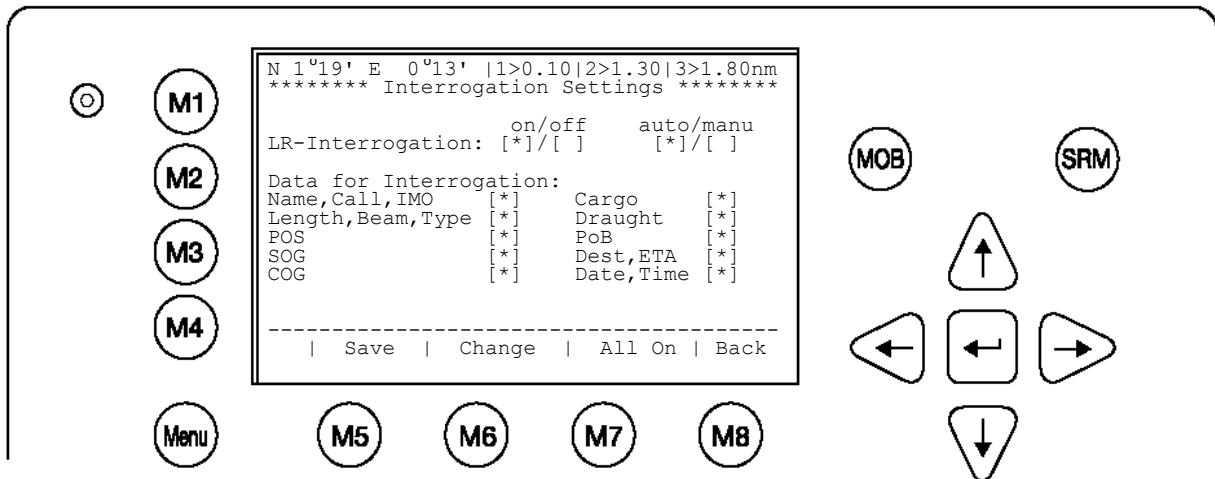 N 1°19' E 0°13' |1>0.10|2>1.30|3>1.80nm
******** Interrogation Settings ********
on/off auto/manu
LR-Interrogation: [*]/[ ] [*]/[ ]
Data for Interrogation:
Name,Call,IMO [*] Cargo [*]
Length,Beam,Type [*] Draught [*]
POS [*] PoB [*]
SOG [*] Dest,ETA [*]
COG [*] Date,Time [*]
----------------------------------------
| Save | Change | All On | Back
M1
M2
M3
M4
Menu
M5
M6
M7
M8
MOB
SRM